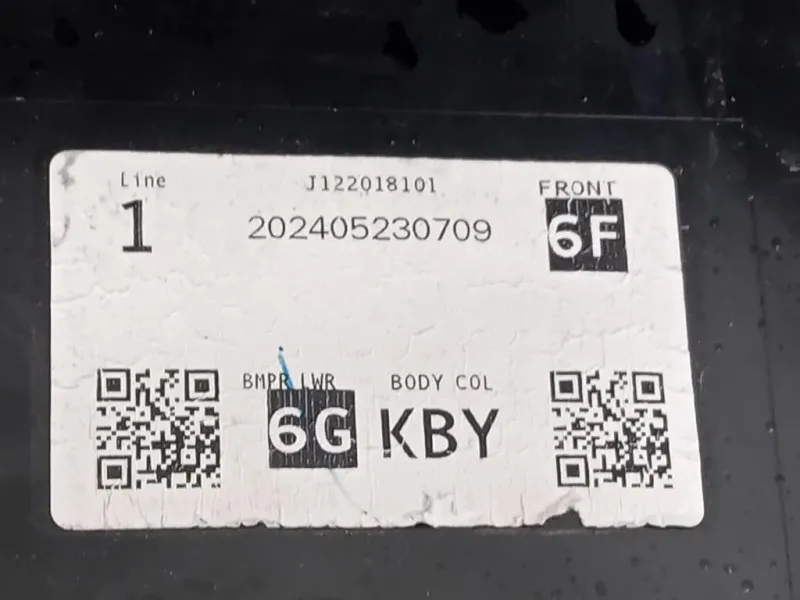 Line J122018101 FRONT
1 202405230709 6F
BMPR LWR BODY COL
6G KBY